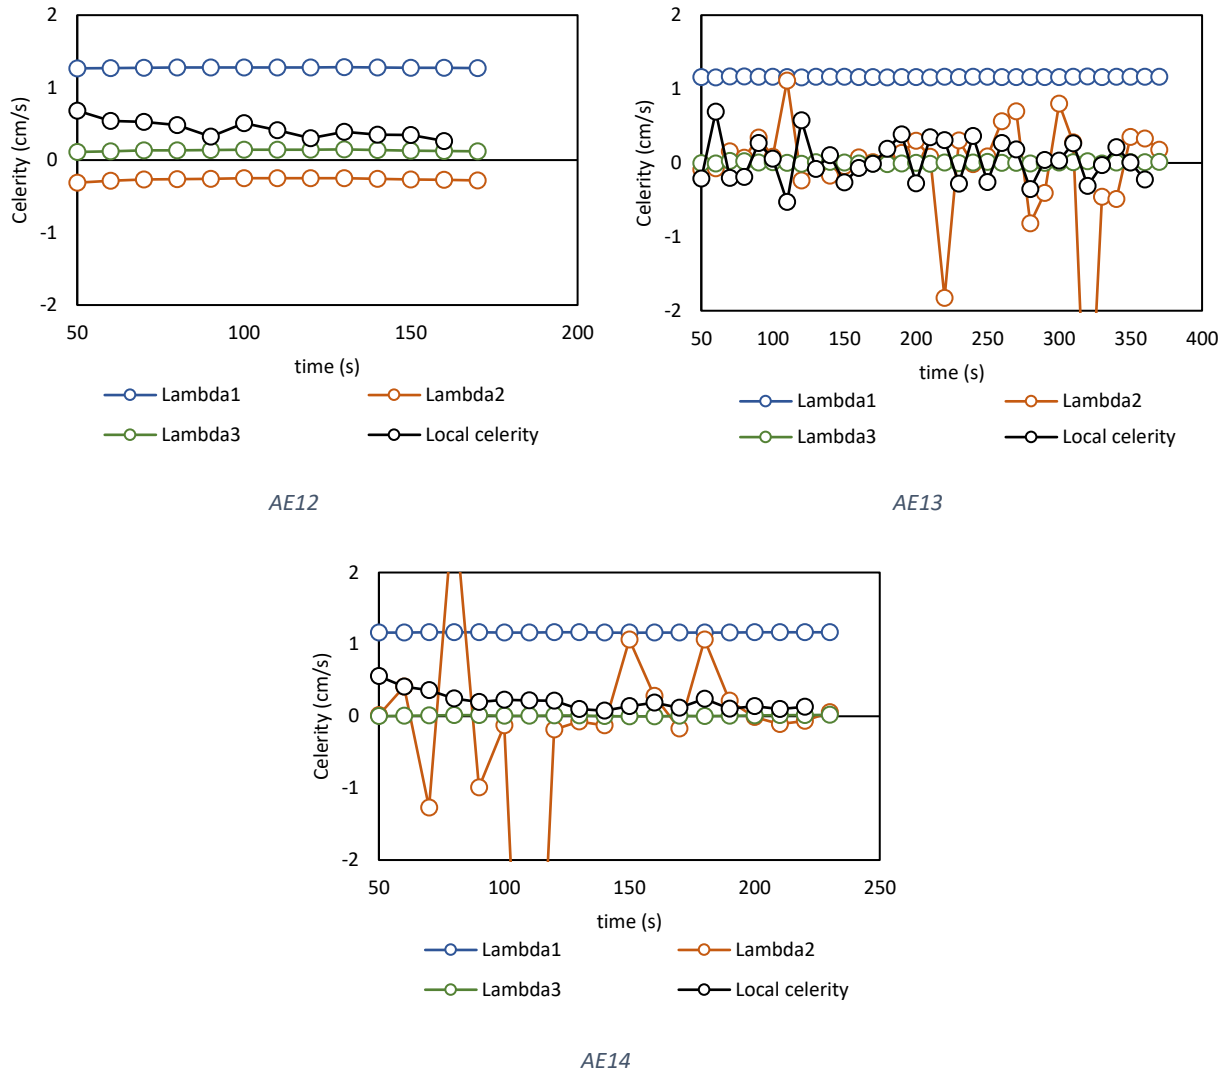 2
1
0
-1
-2
Celerity (cm/s)
50 100 150 200
time (s)
Lambda1 Lambda2
Lambda3 Local celerity
AE12
2
1
0
-1
-2
Celerity (cm/s)
50 100 150 200 250 300 350 400
time (s)
Lambda1 Lambda2
Lambda3 Local celerity
AE13
2
1
0
-1
-2
Celerity (cm/s)
50 100 150 200 250
time (s)
Lambda1 Lambda2
Lambda3 Local celerity
AE14